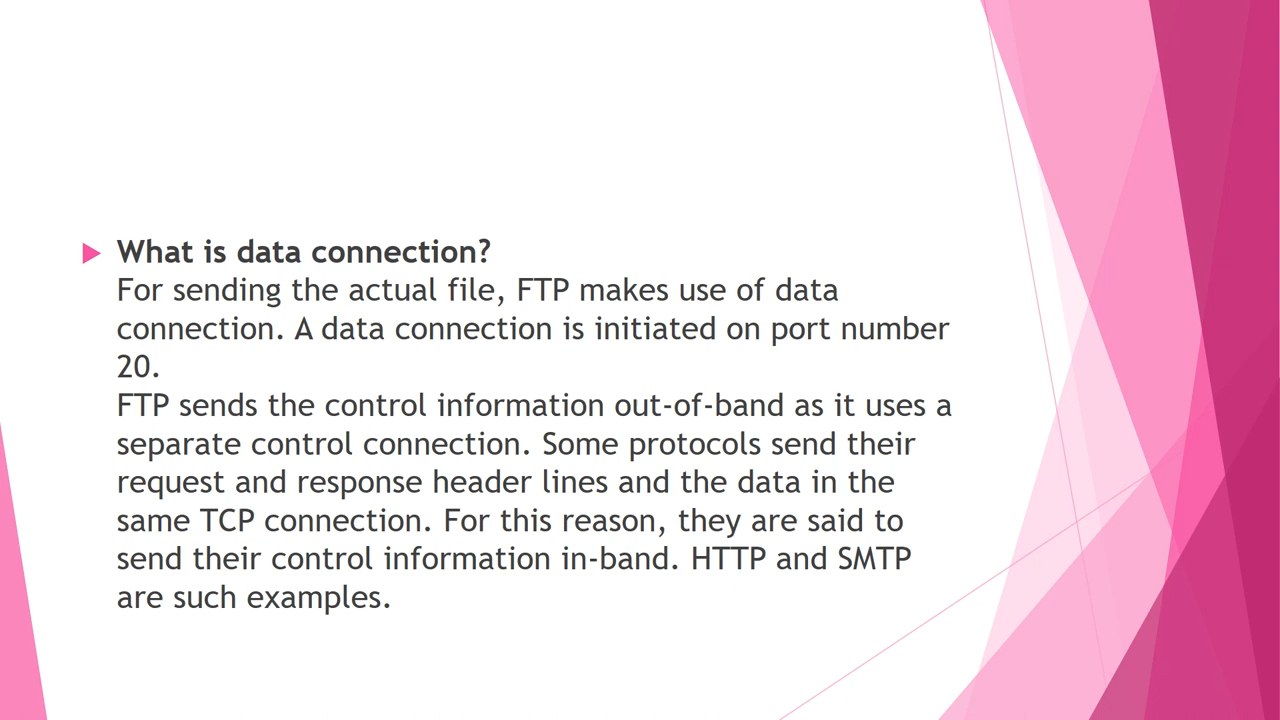 What is data connection?
For sending the actual file, FTP makes use of data
connection. A data connection is initiated on port number
20.
FTP sends the control information out-of-band as it uses a
separate control connection. Some protocols send their
request and response header lines and the data in the
same TCP connection. For this reason, they are said to
send their control information in-band. HTTP and SMTP
are such examples.